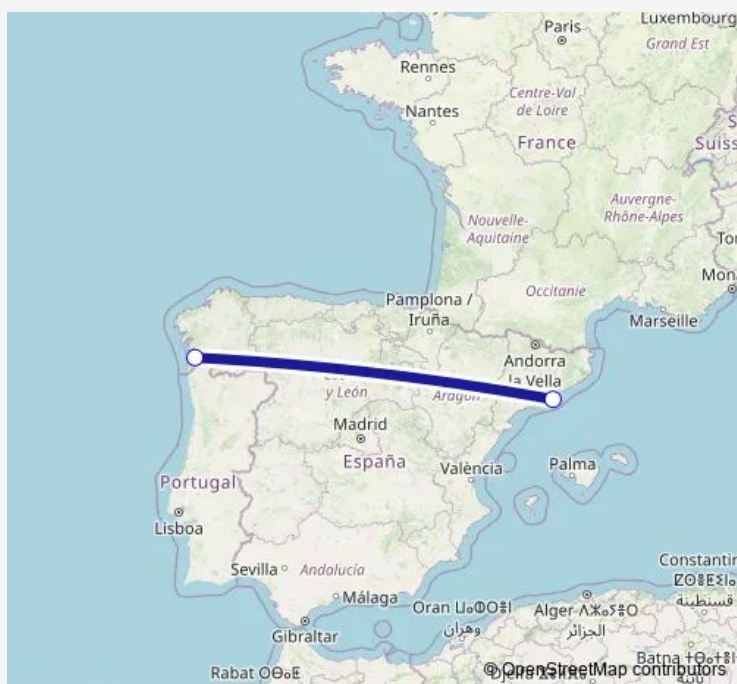 Paris
Luxembourg
Grand Est
Rennes
Centre-Val
de Loire
Nantes
France
Suiss
Auvergne-
Rhône-Alpes
Nouvelle-
Aquitaine
Occitanie
Pamplona /
Iruña
Marseille
Andorra
la Vella
y León
Aragón
Madrid
España
València
Palma
Portugal
Lisboa
Sevilla
Andalucía
Málaga
Gibraltar
Oran
وهران
Alger
الجزائر
Constantin
قسنطينة
Rabat
Batna
© OpenStreetMap contributors